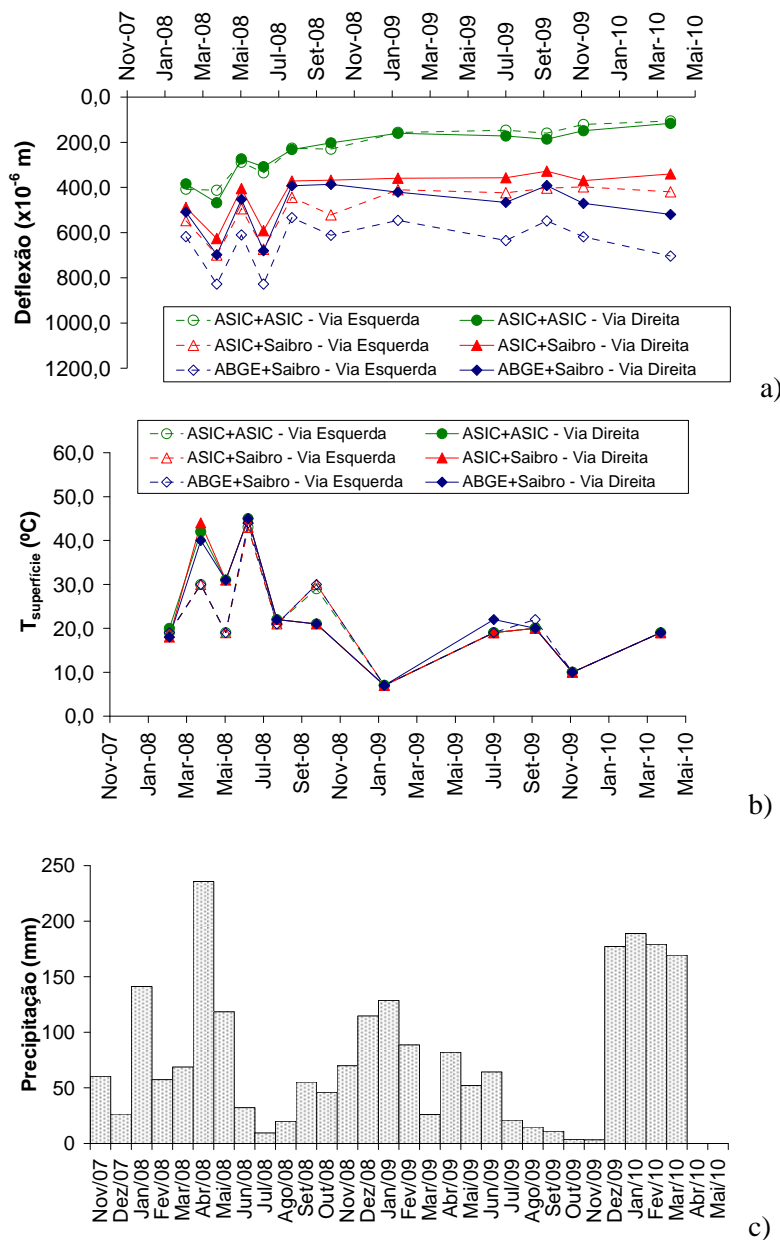 Nov-07
Jan-08
Mar-08
Mai-08
Jul-08
Set-08
Nov-08
Jan-09
Mar-09
Mai-09
Jul-09
Set-09
Nov-09
Jan-10
Mar-10
Mai-10
0,0
200,0
400,0
600,0
800,0
1000,0
1200,0
Deflexão (x10⁻⁶ m)
ASIC+ASIC - Via Esquerda ASIC+ASIC - Via Direita
ASIC+Saibro - Via Esquerda ASIC+Saibro - Via Direita
ABGE+Saibro - Via Esquerda ABGE+Saibro - Via Direita
a)
ASIC+ASIC - Via Esquerda ASIC+ASIC - Via Direita
ASIC+Saibro - Via Esquerda ASIC+Saibro - Via Direita
ABGE+Saibro - Via Esquerda ABGE+Saibro - Via Direita
60,0
50,0
40,0
30,0
20,0
10,0
0,0
Tsuperfície (ºC)
Nov-07
Jan-08
Mar-08
Mai-08
Jul-08
Set-08
Nov-08
Jan-09
Mar-09
Mai-09
Jul-09
Set-09
Nov-09
Jan-10
Mar-10
Mai-10
b)
250
200
150
100
50
0
Precipitação (mm)
Nov/07
Dez/07
Jan/08
Fev/08
Mar/08
Abr/08
Mai/08
Jun/08
Jul/08
Ago/08
Set/08
Out/08
Nov/08
Dez/08
Jan/09
Fev/09
Mar/09
Abr/09
Mai/09
Jun/09
Jul/09
Ago/09
Set/09
Out/09
Nov/09
Dez/09
Jan/10
Fev/10
Mar/10
Abr/10
Mai/10
c)